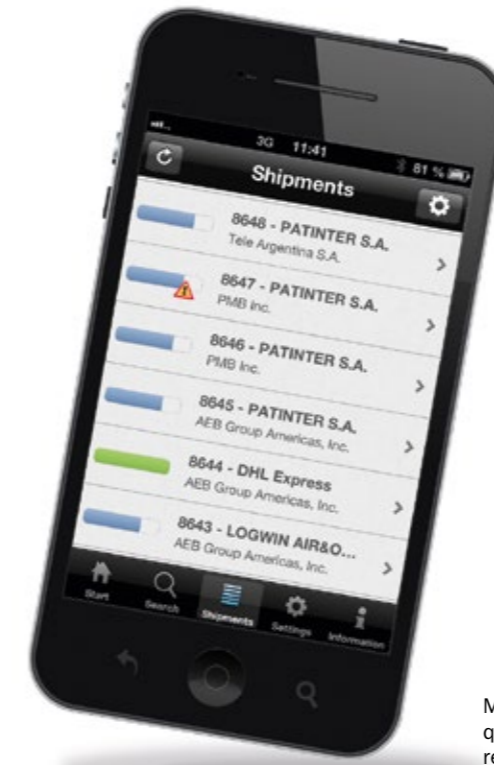 3G 11:41 81 %
Shipments
8648 - PATINTER S.A.
Tele Argentina S.A.
8647 - PATINTER S.A.
PMB Inc.
8646 - PATINTER S.A.
PMB Inc.
8645 - PATINTER S.A.
AEB Group Americas, Inc.
8644 - DHL Express
AEB Group Americas, Inc.
8643 - LOGWIN AIR&O...
AEB Group Americas, Inc.
Start Search Shipments Settings Information
M
q
re